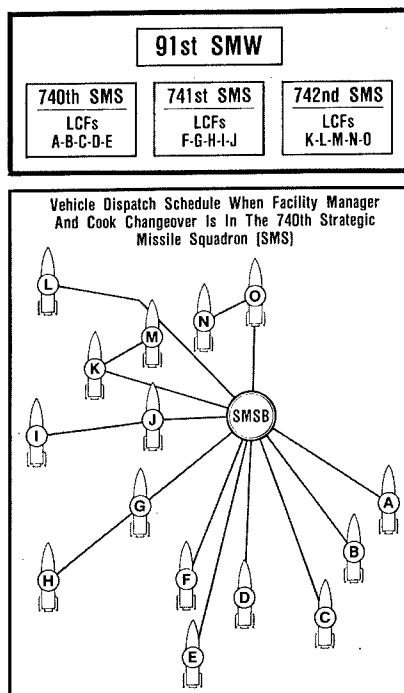 91st SMW
740th SMS
LCFs
A-B-C-D-E
741st SMS
LCFs
F-G-H-I-J
742nd SMS
LCFs
K-L-M-N-O
Vehicle Dispatch Schedule When Facility Manager
And Cook Changeover Is In The 740th Strategic
Missile Squadron (SMS)
L
O
N
M
K
J
SMSB
I
A
G
B
H
F
D
C
E